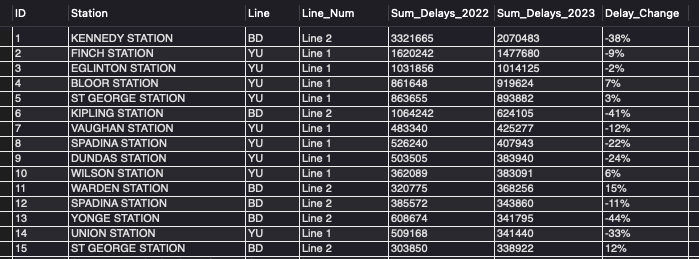 ID Station Line Line_Num Sum_Delays_2022 Sum_Delays_2023 Delay_Change
1 KENNEDY STATION BD Line 2 3321665 2070483 -38%
2 FINCH STATION YU Line 1 1620242 1477680 -9%
3 EGLINTON STATION YU Line 1 1031856 1014125 -2%
4 BLOOR STATION YU Line 1 861648 919624 7%
5 ST GEORGE STATION YU Line 1 863655 893882 3%
6 KIPLING STATION BD Line 2 1064242 624105 -41%
7 VAUGHAN STATION YU Line 1 483340 425277 -12%
8 SPADINA STATION YU Line 1 526240 407943 -22%
9 DUNDAS STATION YU Line 1 503505 383940 -24%
10 WILSON STATION YU Line 1 362089 383091 6%
11 WARDEN STATION BD Line 2 320775 368256 15%
12 SPADINA STATION BD Line 2 385572 343860 -11%
13 YONGE STATION BD Line 2 608674 341795 -44%
14 UNION STATION YU Line 1 509168 341440 -33%
15 ST GEORGE STATION BD Line 2 303850 338922 12%